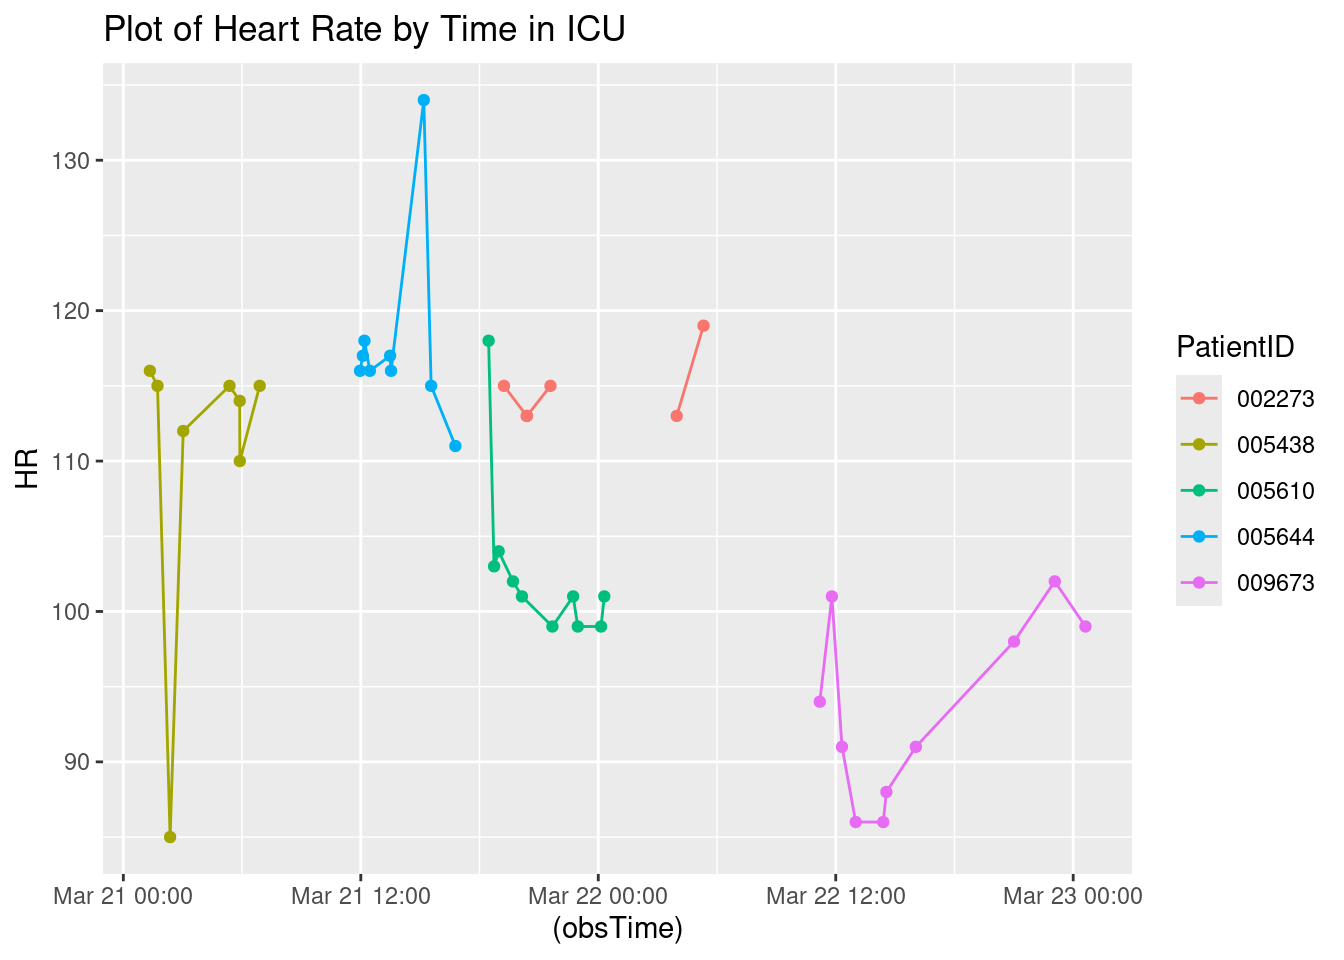 Plot of Heart Rate by Time in ICU
130
120
110
100
90
HR
Mar 21 00:00
Mar 21 12:00
Mar 22 00:00
Mar 22 12:00
Mar 23 00:00
(obsTime)
PatientID
002273
005438
005610
005644
009673